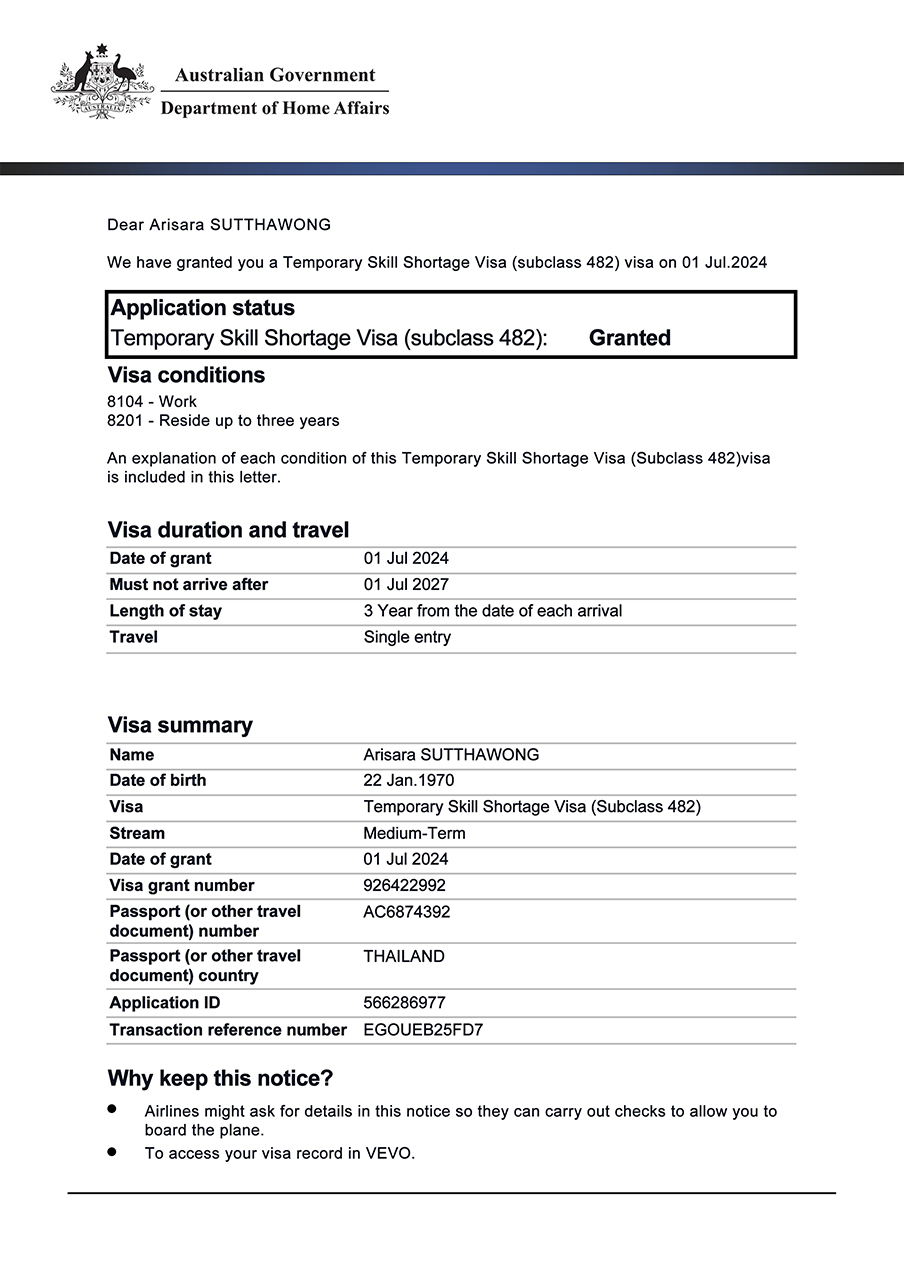 AUSTRALIA
Australian Government
Department of Home Affairs
Dear Arisara SUTTHAWONG
We have granted you a Temporary Skill Shortage Visa (subclass 482) visa on 01 Jul.2024
Application status
Temporary Skill Shortage Visa (subclass 482): Granted
Visa conditions
8104 - Work
8201 - Reside up to three years
An explanation of each condition of this Temporary Skill Shortage Visa (Subclass 482)visa
is included in this letter.
Visa duration and travel
Date of grant 01 Jul 2024
Must not arrive after 01 Jul 2027
Length of stay 3 Year from the date of each arrival
Travel Single entry
Visa summary
Name Arisara SUTTHAWONG
Date of birth 22 Jan.1970
Visa Temporary Skill Shortage Visa (Subclass 482)
Stream Medium-Term
Date of grant 01 Jul 2024
Visa grant number 926422992
Passport (or other travel AC6874392
document) number
Passport (or other travel THAILAND
document) country
Application ID 566286977
Transaction reference number EGOUEB25FD7
Why keep this notice?
● Airlines might ask for details in this notice so they can carry out checks to allow you to
board the plane.
● To access your visa record in VEVO.